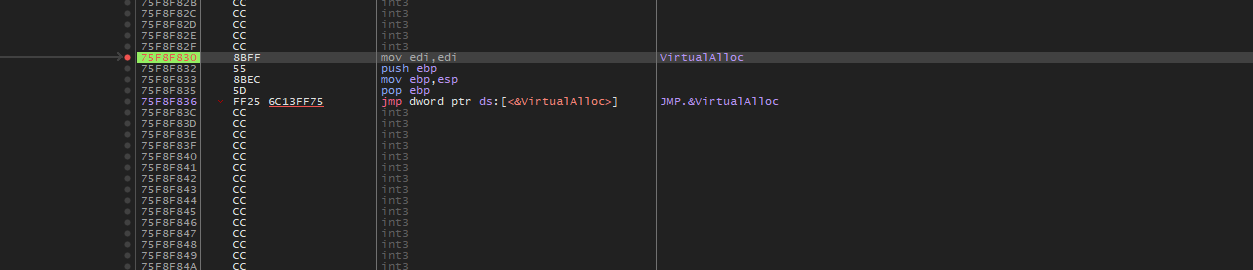 75F8F82B CC int3
75F8F82C CC int3
75F8F82D CC int3
75F8F82E CC int3
75F8F82F CC int3
75F8F830 8BFF mov edi,edi VirtualAlloc
75F8F832 55 push ebp
75F8F833 8BEC mov ebp,esp
75F8F835 5D pop ebp
75F8F836 FF25 6C13FF75 jmp dword ptr ds:[<&VirtualAlloc>] JMP.&VirtualAlloc
75F8F83C CC int3
75F8F83D CC int3
75F8F83E CC int3
75F8F83F CC int3
75F8F840 CC int3
75F8F841 CC int3
75F8F842 CC int3
75F8F843 CC int3
75F8F844 CC int3
75F8F845 CC int3
75F8F846 CC int3
75F8F847 CC int3
75F8F848 CC int3
75F8F849 CC int3
75F8F84A CC int3